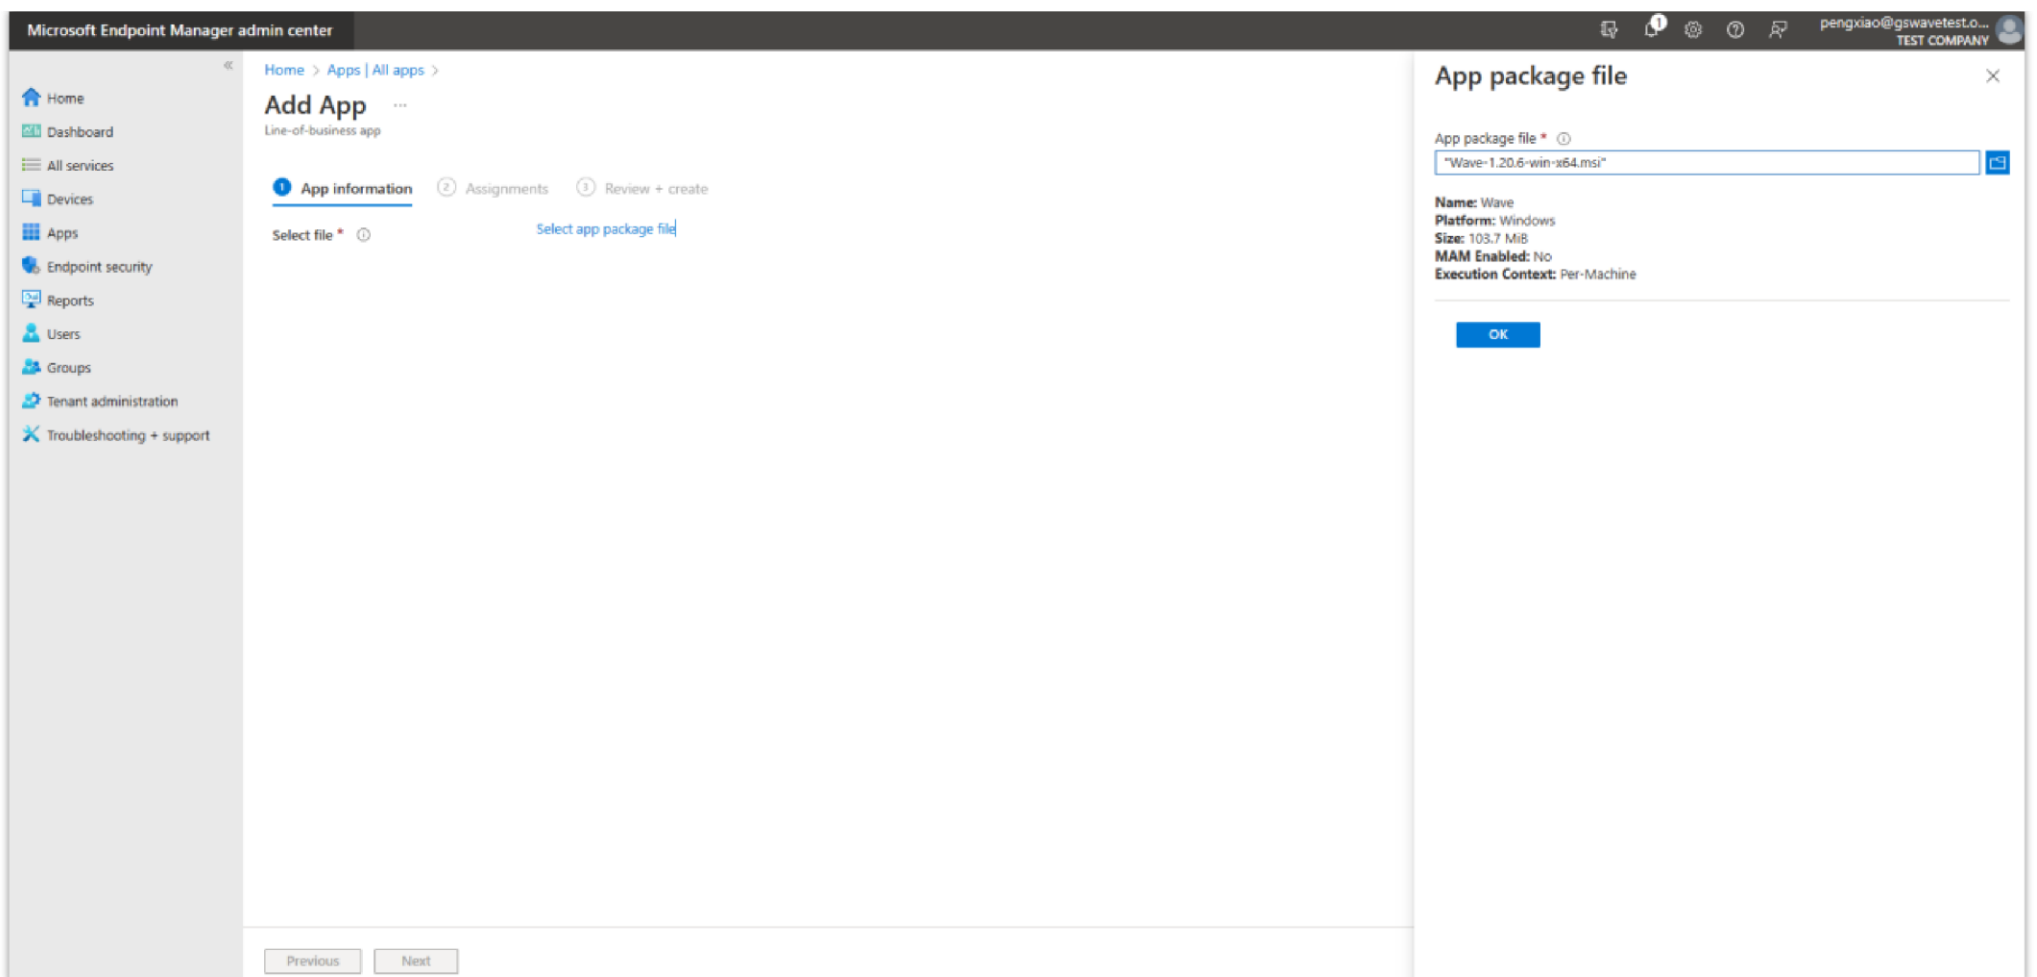 Microsoft Endpoint Manager admin center
1
pengxiao@gswavetest.o...
TEST COMPANY
«
Home
Dashboard
All services
Devices
Apps
Endpoint security
Reports
Users
Groups
Tenant administration
Troubleshooting + support
Home > Apps | All apps >
Add App ...
Line-of-business app
1 App information 2 Assignments 3 Review + create
Select file * Select app package file
Previous Next
App package file
App package file *
"Wave-1.20.6-win-x64.msi"
Name: Wave
Platform: Windows
Size: 103.7 MiB
MAM Enabled: No
Execution Context: Per-Machine
OK